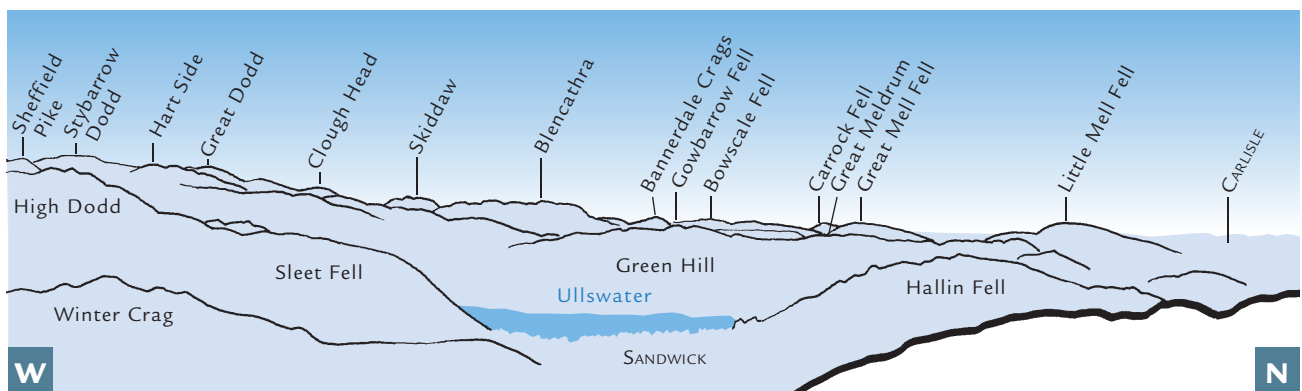 Sheffield
Pike
Stybarrow
Dodd
Hart Side
Great Dodd
Clough Head
Skiddaw
Blencathra
Bannerdale Crags
Gowbarrow Fell
Bowscale Fell
Carrock Fell
Great Meldrum
Great Mell Fell
Little Mell Fell
CARLISLE
High Dodd
Sleet Fell
Green Hill
Hallin Fell
Ullswater
Winter Crag
SANDWICK
W
N